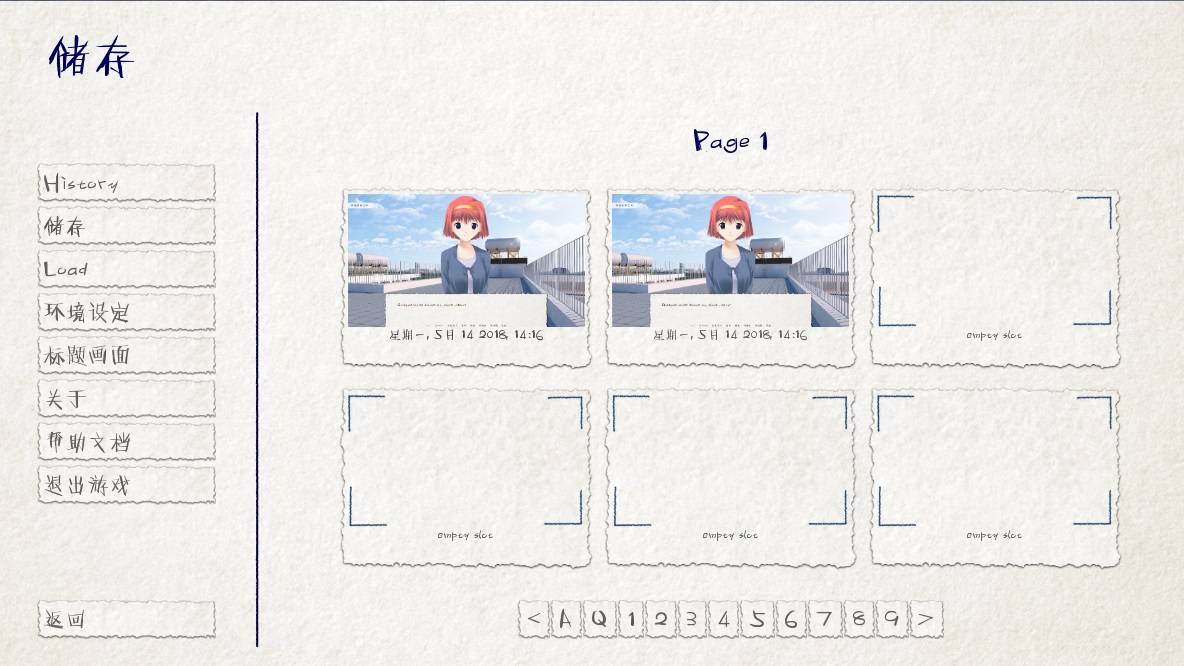 储存
Page 1
History
储存
Load
环境设定
标题画面
关于
帮助文档
退出游戏
返回
星期一, 5月 14 2018, 14:16
星期一, 5月 14 2018, 14:16
empty slot
empty slot
empty slot
empty slot
< A Q 1 2 3 4 5 6 7 8 9 >